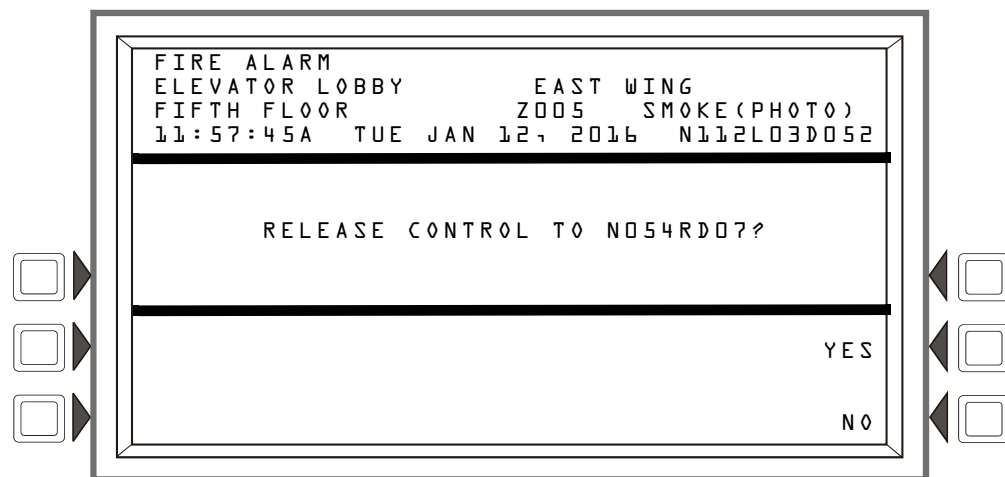 FIRE ALARM
ELEVATOR LOBBY EAST WING
FIFTH FLOOR Z005 SMOKE(PHOTO)
11:57:45A TUE JAN 12, 2016 N112L03D052
RELEASE CONTROL TO N054RD07?
YES
NO